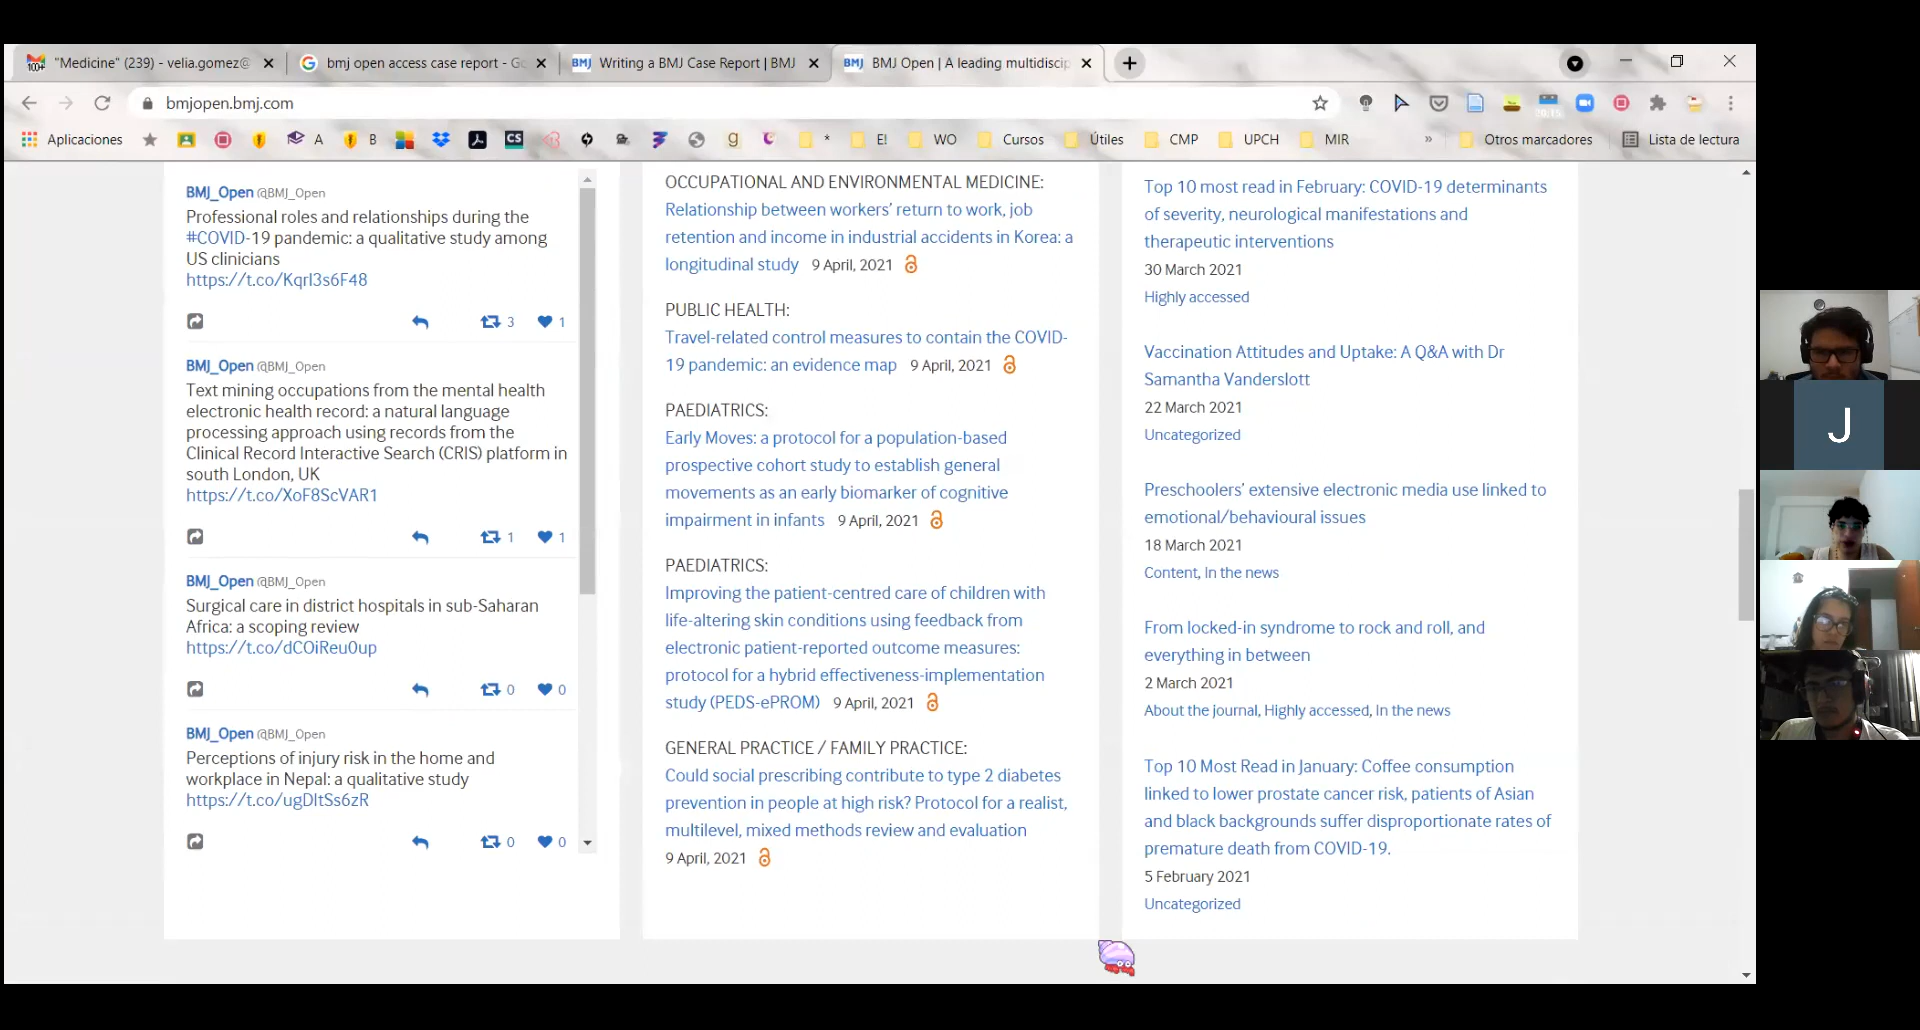 "Medicine" (239) - velia.gomez@
bmj open access case report - Go
BMJ Writing a BMJ Case Report | BMJ
BMJ BMJ Open | A leading multidiscip
bmjopen.bmj.com
Aplicaciones
A
B
CS
g
*
E!
WO
Cursos
Útiles
CMP
UPCH
MIR
»
Otros marcadores
Lista de lectura
BMJ_Open @BMJ_Open
Professional roles and relationships during the
#COVID-19 pandemic: a qualitative study among
US clinicians
https://t.co/Kqrl3s6F48
3
1
BMJ_Open @BMJ_Open
Text mining occupations from the mental health
electronic health record: a natural language
processing approach using records from the
Clinical Record Interactive Search (CRIS) platform in
south London, UK
https://t.co/XoF8ScVAR1
1
1
BMJ_Open @BMJ_Open
Surgical care in district hospitals in sub-Saharan
Africa: a scoping review
https://t.co/dCOiReu0up
0
0
BMJ_Open @BMJ_Open
Perceptions of injury risk in the home and
workplace in Nepal: a qualitative study
https://t.co/ugDItSs6zR
0
0
OCCUPATIONAL AND ENVIRONMENTAL MEDICINE:
Relationship between workers' return to work, job
retention and income in industrial accidents in Korea: a
longitudinal study 9 April, 2021
PUBLIC HEALTH:
Travel-related control measures to contain the COVID-
19 pandemic: an evidence map 9 April, 2021
PAEDIATRICS:
Early Moves: a protocol for a population-based
prospective cohort study to establish general
movements as an early biomarker of cognitive
impairment in infants 9 April, 2021
PAEDIATRICS:
Improving the patient-centred care of children with
life-altering skin conditions using feedback from
electronic patient-reported outcome measures:
protocol for a hybrid effectiveness-implementation
study (PEDS-ePROM) 9 April, 2021
GENERAL PRACTICE / FAMILY PRACTICE:
Could social prescribing contribute to type 2 diabetes
prevention in people at high risk? Protocol for a realist,
multilevel, mixed methods review and evaluation
9 April, 2021
Top 10 most read in February: COVID-19 determinants
of severity, neurological manifestations and
therapeutic interventions
30 March 2021
Highly accessed
Vaccination Attitudes and Uptake: A Q&A with Dr
Samantha Vanderslott
22 March 2021
Uncategorized
Preschoolers' extensive electronic media use linked to
emotional/behavioural issues
18 March 2021
Content, In the news
From locked-in syndrome to rock and roll, and
everything in between
2 March 2021
About the journal, Highly accessed, In the news
Top 10 Most Read in January: Coffee consumption
linked to lower prostate cancer risk, patients of Asian
and black backgrounds suffer disproportionate rates of
premature death from COVID-19.
5 February 2021
Uncategorized
J